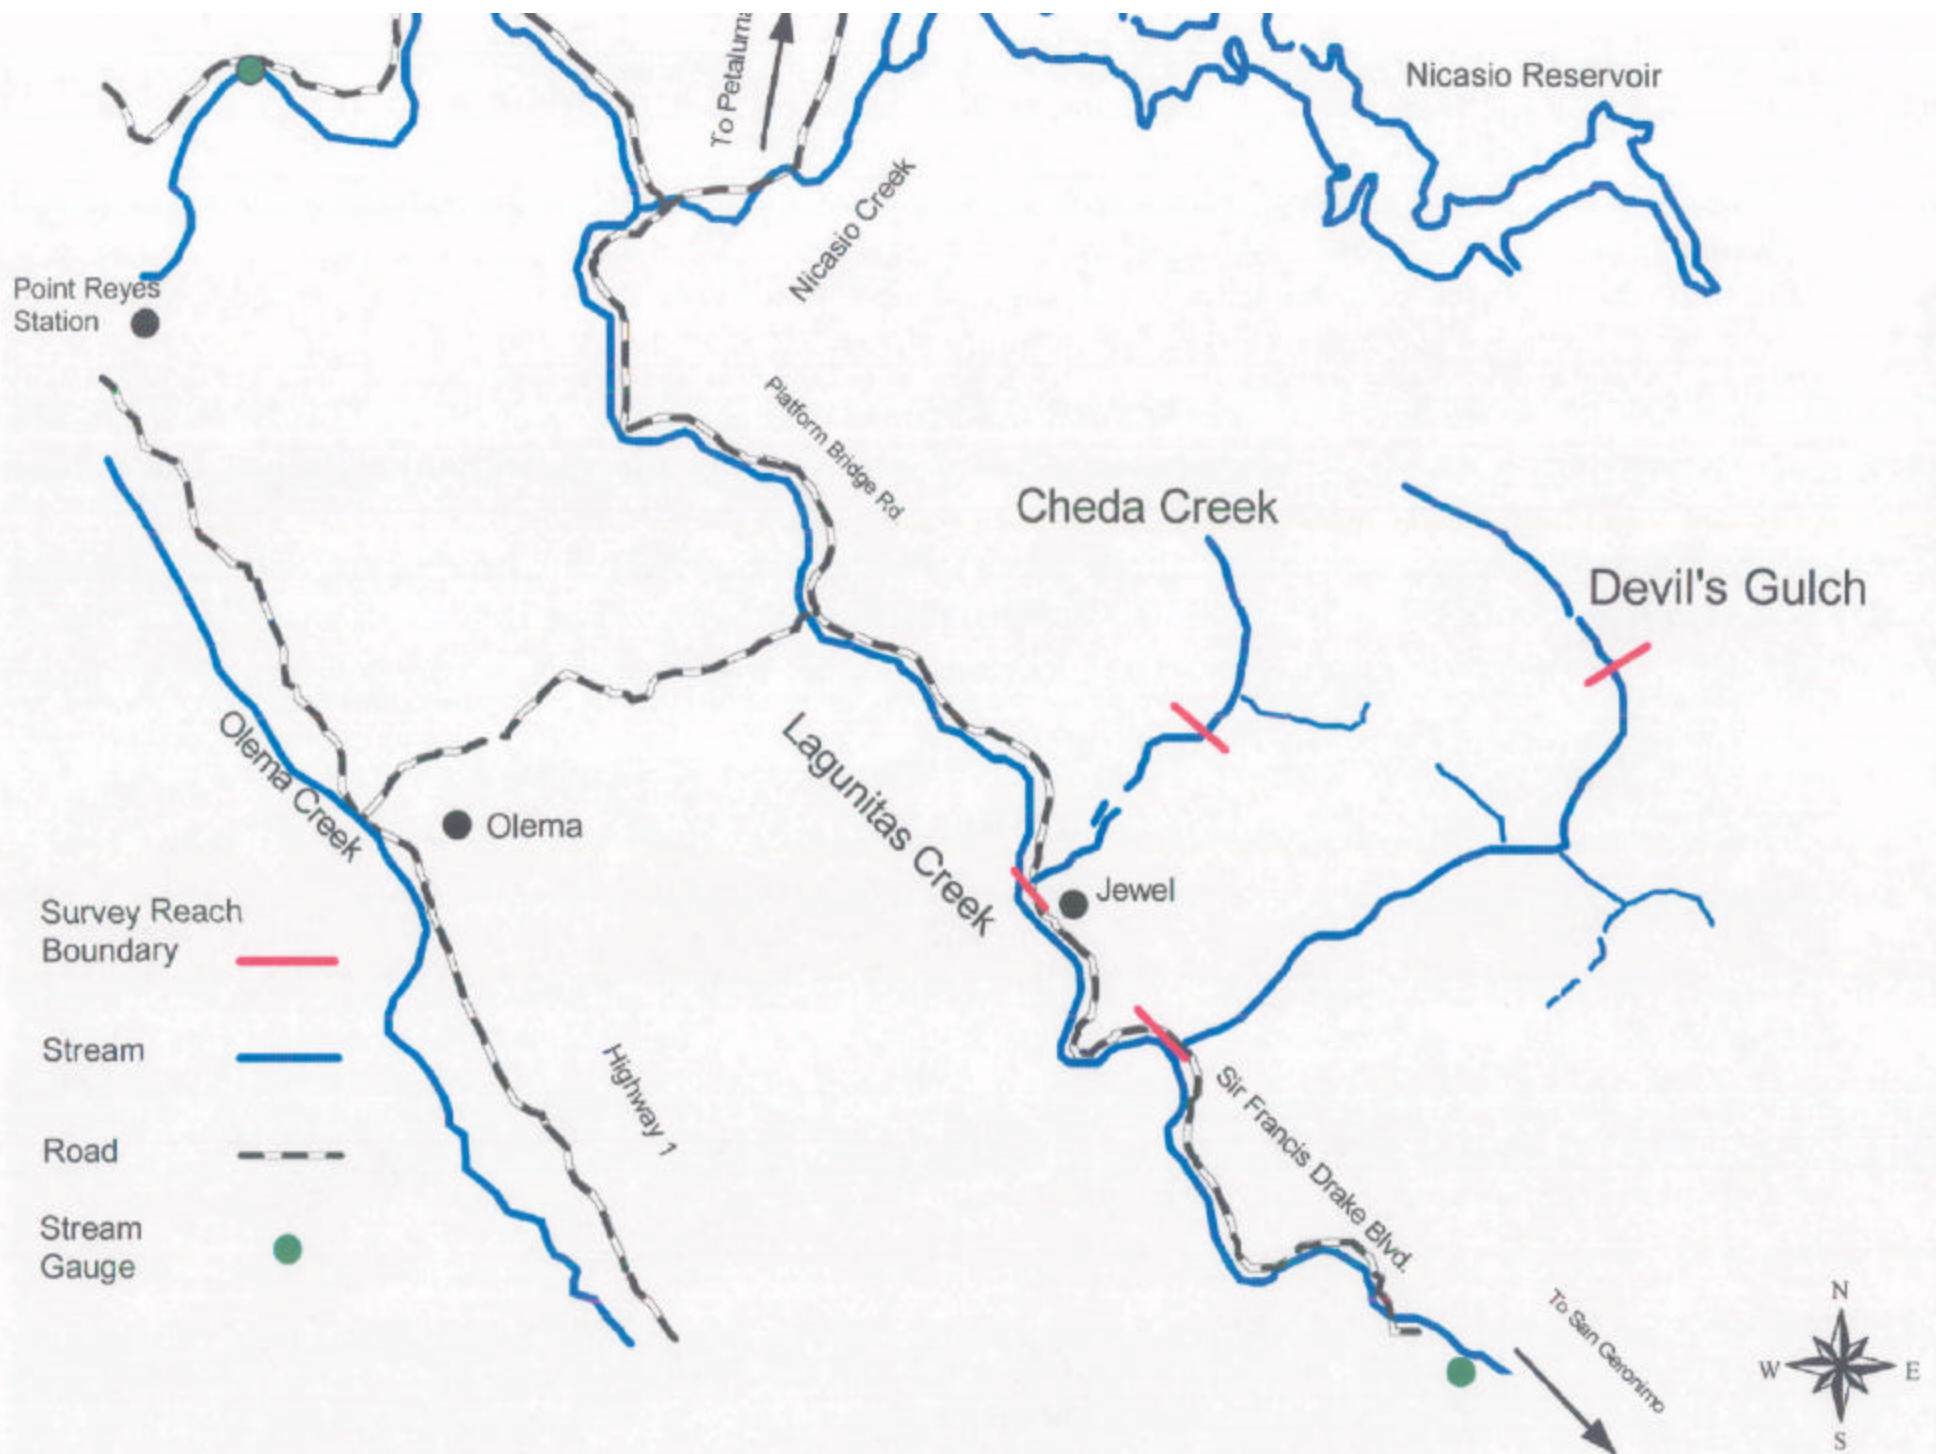 To Petaluma
Nicasio Reservoir
Nicasio Creek
Point Reyes
Station
Platform Bridge Rd.
Cheda Creek
Devil's Gulch
Olema Creek
Olema
Lagunitas Creek
Jewel
Survey Reach
Boundary
Stream
Road
Stream
Gauge
Highway 1
Sir Francis Drake Blvd.
To San Geronimo
N
W
E
S